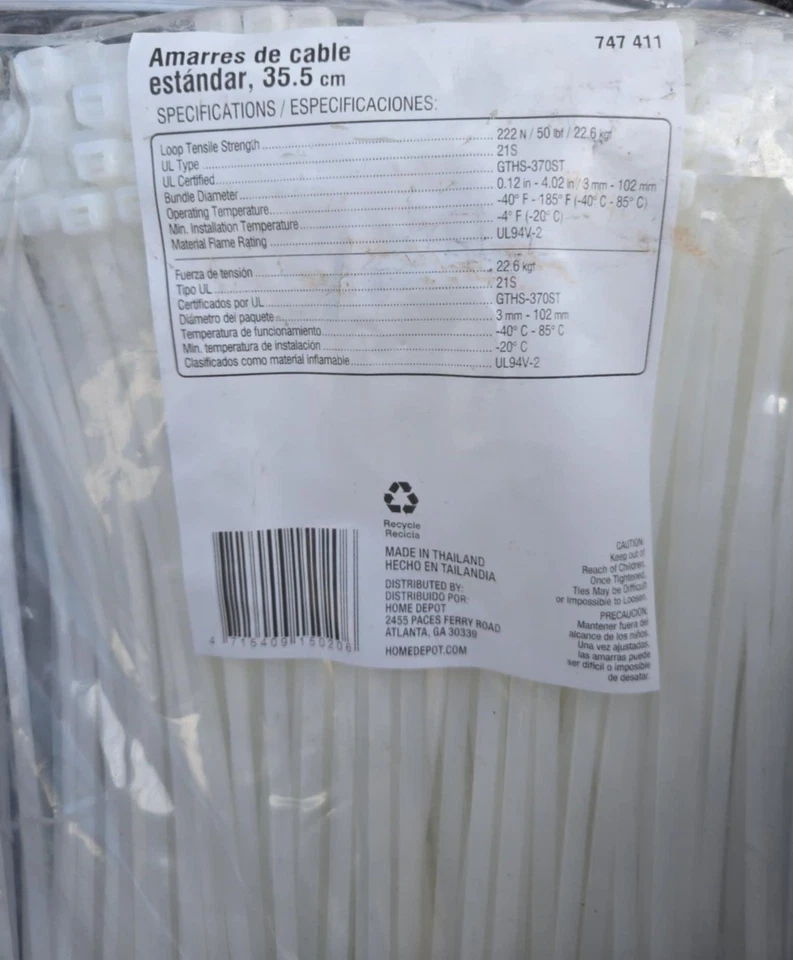 Amarres de cable
estándar, 35.5 cm
747 411
SPECIFICATIONS / ESPECIFICACIONES:
Loop Tensile Strength ........ 222 N / 50 lbf / 22.6 kgf
UL Type ........ 21S
UL Certified ........ GTHS-370ST
Bundle Diameter ........ 0.12 in - 4.02 in / 3 mm - 102 mm
Operating Temperature ........ -40° F - 185° F (-40° C - 85° C)
Min. Installation Temperature ........ -4° F (-20° C)
Material Flame Rating ........ UL94V-2
Fuerza de tensión ........ 22.6 kgf
Tipo UL ........ 21S
Certificados por UL ........ GTHS-370ST
Diámetro del paquete ........ 3 mm - 102 mm
Temperatura de funcionamiento ........ -40° C - 85° C
Min. temperatura de instalación ........ -20° C
Clasificados como material inflamable ........ UL94V-2
Recycle
Recicla
MADE IN THAILAND
HECHO EN TAILANDIA
DISTRIBUTED BY:
DISTRIBUIDO POR:
HOME DEPOT
2455 PACES FERRY ROAD
ATLANTA, GA 30339
HOMEDEPOT.COM
4 715409 150206
CAUTION:
Keep out of
Reach of Children.
Once Tightened,
Ties May be Difficult
or Impossible to Loosen.
PRECAUCIÓN:
Mantener fuera del
alcance de los niños.
Una vez ajustadas,
las amarras puede
ser difícil o imposible
de desatar.